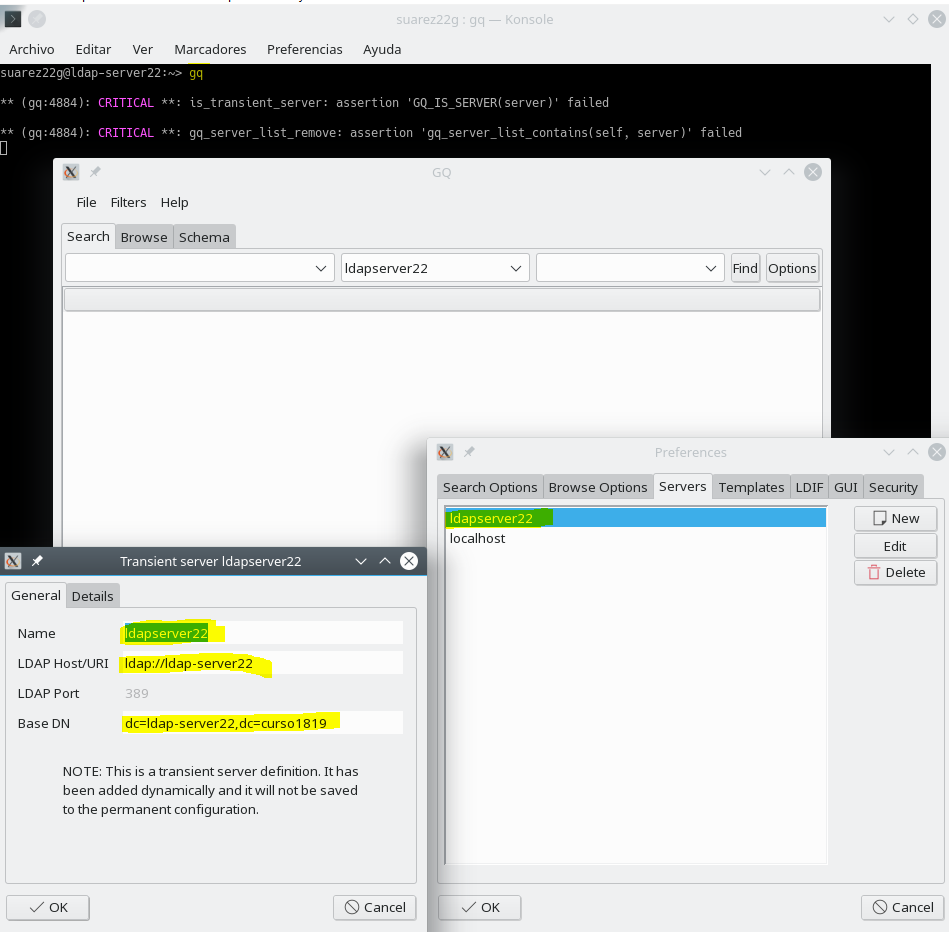 suarez22g : gq — Konsole
Archivo Editar Ver Marcadores Preferencias Ayuda
suarez22g@ldap-server22:~> gq
** (gq:4884): CRITICAL **: is_transient_server: assertion 'GQ_IS_SERVER(server)' failed
** (gq:4884): CRITICAL **: gq_server_list_remove: assertion 'gq_server_list_contains(self, server)' failed
GQ
File Filters Help
Search Browse Schema
ldapserver22 Find Options
Preferences
Search Options Browse Options Servers Templates LDIF GUI Security
ldapserver22 New
localhost
Edit
Delete
OK Cancel
Transient server ldapserver22
General Details
Name ldapserver22
LDAP Host/URI ldap://ldap-server22
LDAP Port 389
Base DN dc=ldap-server22,dc=curso1819
NOTE: This is a transient server definition. It has
been added dynamically and it will not be saved
to the permanent configuration.
OK Cancel